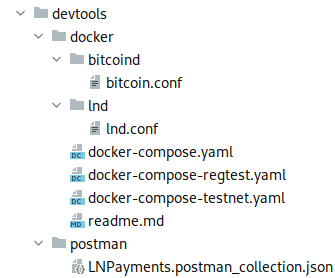 devtools
docker
bitcoind
bitcoin.conf
lnd
lnd.conf
DC docker-compose.yaml
DC docker-compose-regtest.yaml
DC docker-compose-testnet.yaml
MD readme.md
postman
LNPayments.postman_collection.json